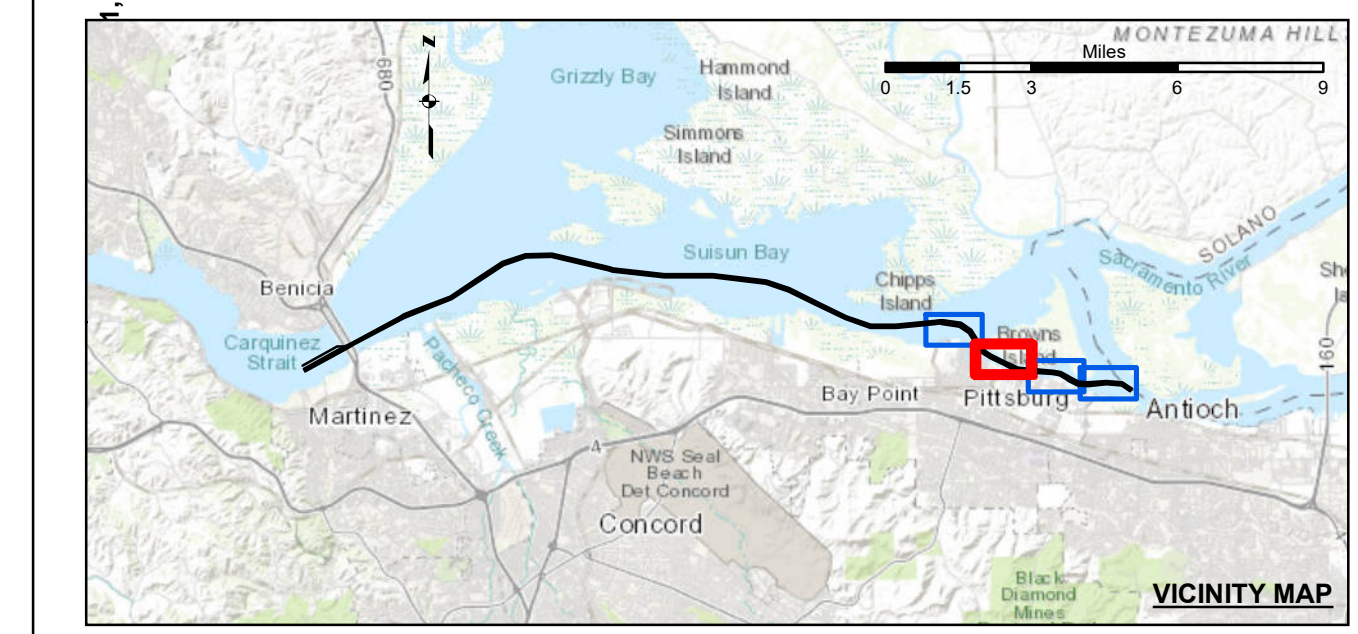 MONTEZUMA HILL
Miles
0 1.5 3 6 9
N
680
Grizzly Bay
Hammond
Island
Simmons
Island
SOLANO
Sacramento River
Suisun Bay
Chipps
Island
Benicia
Browns
Island
Carquinez
Strait
Pacheco Creek
160
Bay Point
Pittsburg
Antioch
Martinez
4
NWS Seal
Beach
Det Concord
Concord
Black
Diamond
Mines
VICINITY MAP